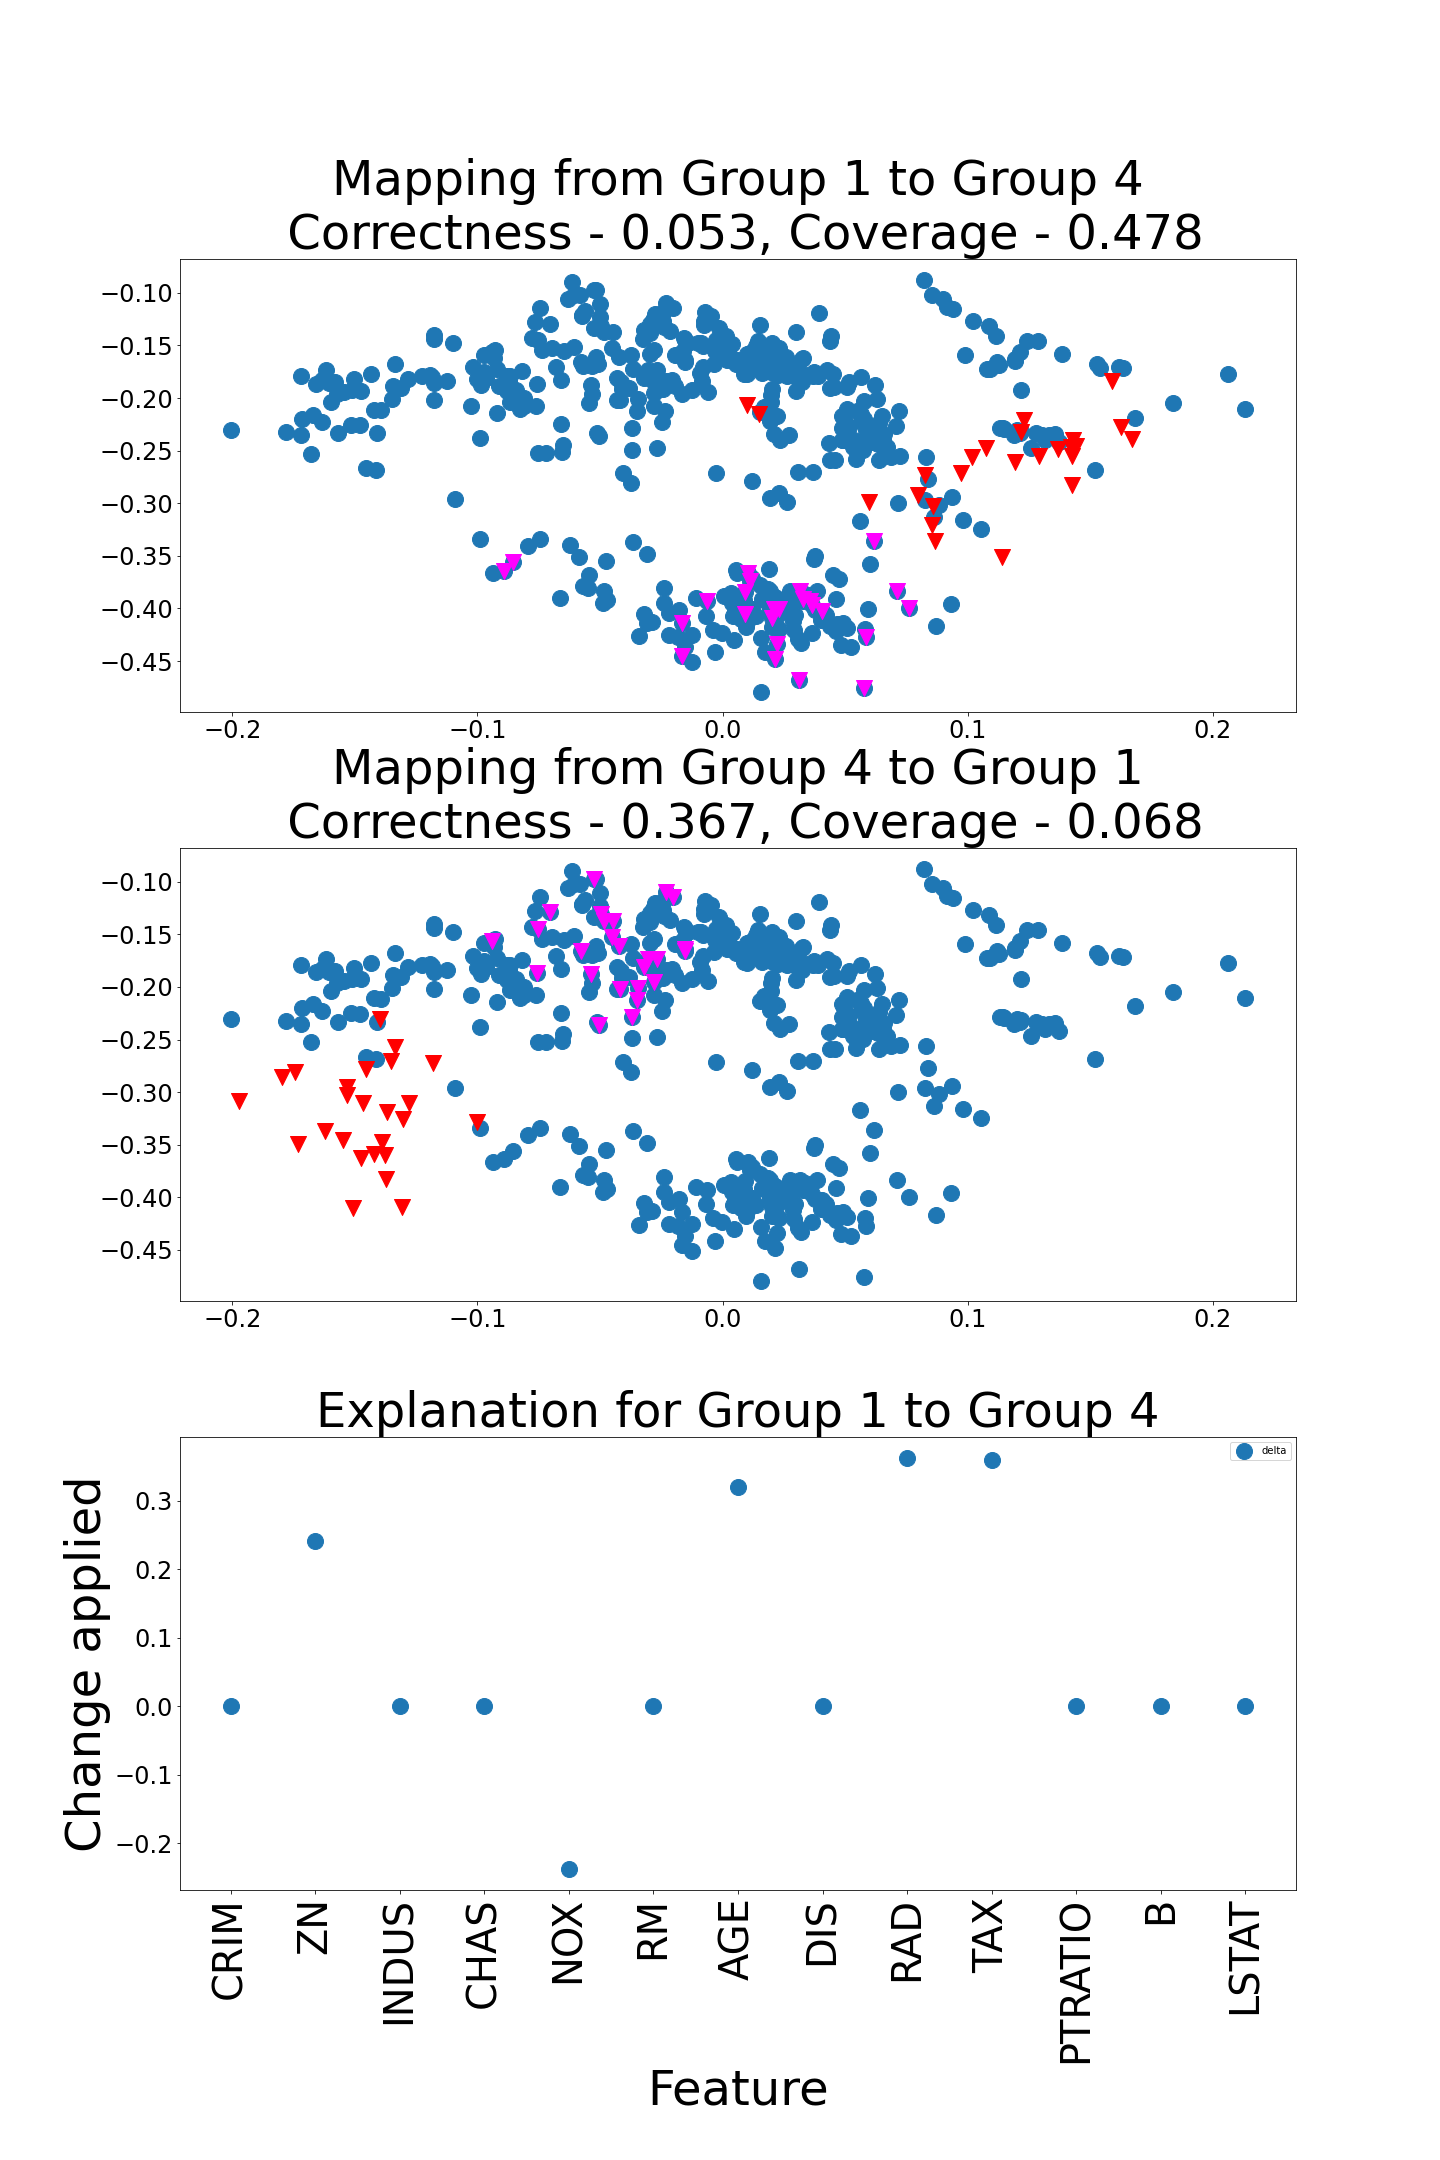 Mapping from Group 1 to Group 4
Correctness - 0.053, Coverage - 0.478
−0.10
−0.15
−0.20
−0.25
−0.30
−0.35
−0.40
−0.45
−0.2 −0.1 0.0 0.1 0.2
Mapping from Group 4 to Group 1
Correctness - 0.367, Coverage - 0.068
−0.10
−0.15
−0.20
−0.25
−0.30
−0.35
−0.40
−0.45
−0.2 −0.1 0.0 0.1 0.2
Explanation for Group 1 to Group 4
delta
Change applied
0.3
0.2
0.1
0.0
−0.1
−0.2
CRIM
ZN
INDUS
CHAS
NOX
RM
AGE
DIS
RAD
TAX
PTRATIO
B
LSTAT
Feature